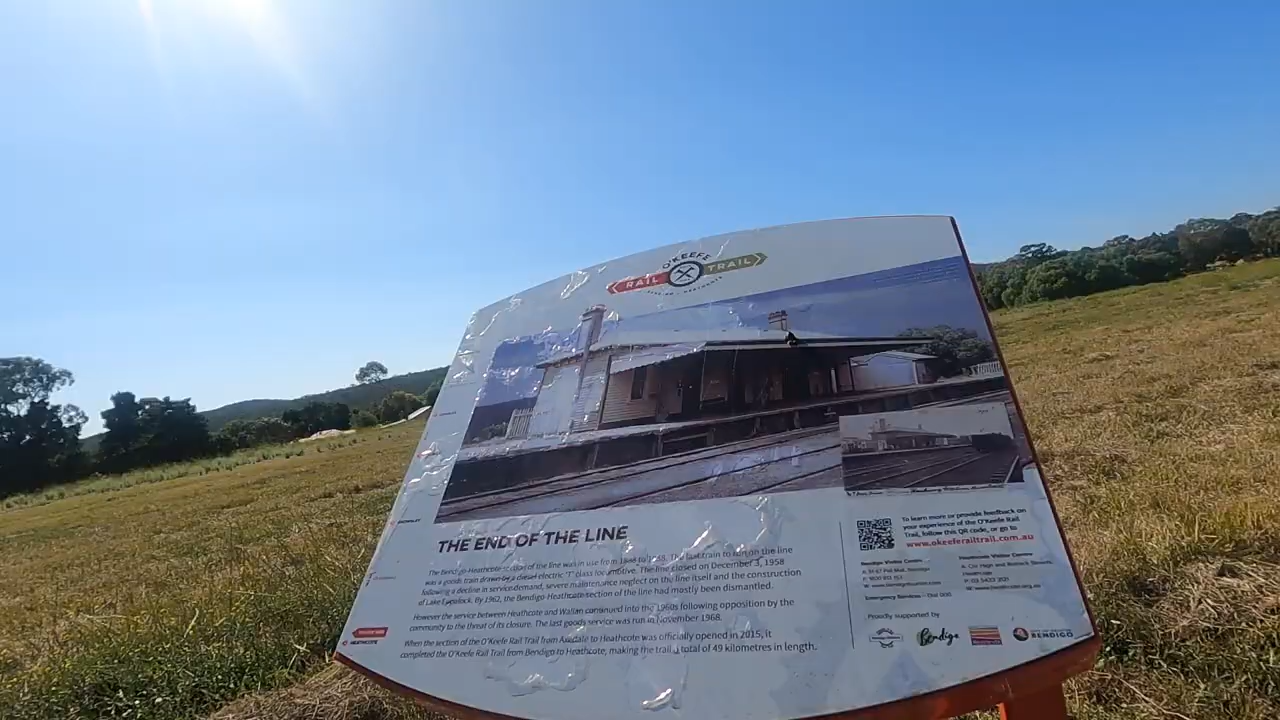 O'KEEFE
RAIL TRAIL
THE END OF THE LINE
The Bendigo-Heathcote section of the line was in use from 1888 to 1958. The last train to run on the line
was a goods train drawn by a diesel electric "T" class locomotive. The line closed on December 3, 1958
following a decline in service demand, severe maintenance neglect on the line itself and the construction
of Lake Eppalock. By 1962, the Bendigo-Heathcote section of the line had mostly been dismantled.
However the service between Heathcote and Wallan continued into the 1960s following opposition by the
community to the threat of its closure. The last goods service was run in November 1968.
When the section of the O'Keefe Rail Trail from Axedale to Heathcote was officially opened in 2015, it
completed the O'Keefe Rail Trail from Bendigo to Heathcote, making the trail a total of 49 kilometres in length.
HEATHCOTE
To learn more or provide feedback on
your experience of the O'Keefe Rail
Trail, follow this QR code, or go to
www.okeeferailtrail.com.au
Bendigo Visitor Centre
Emergency Services - Dial 000
Heathcote Visitor Centre
Heathcote
Proudly supported by
Bendigo
BENDIGO